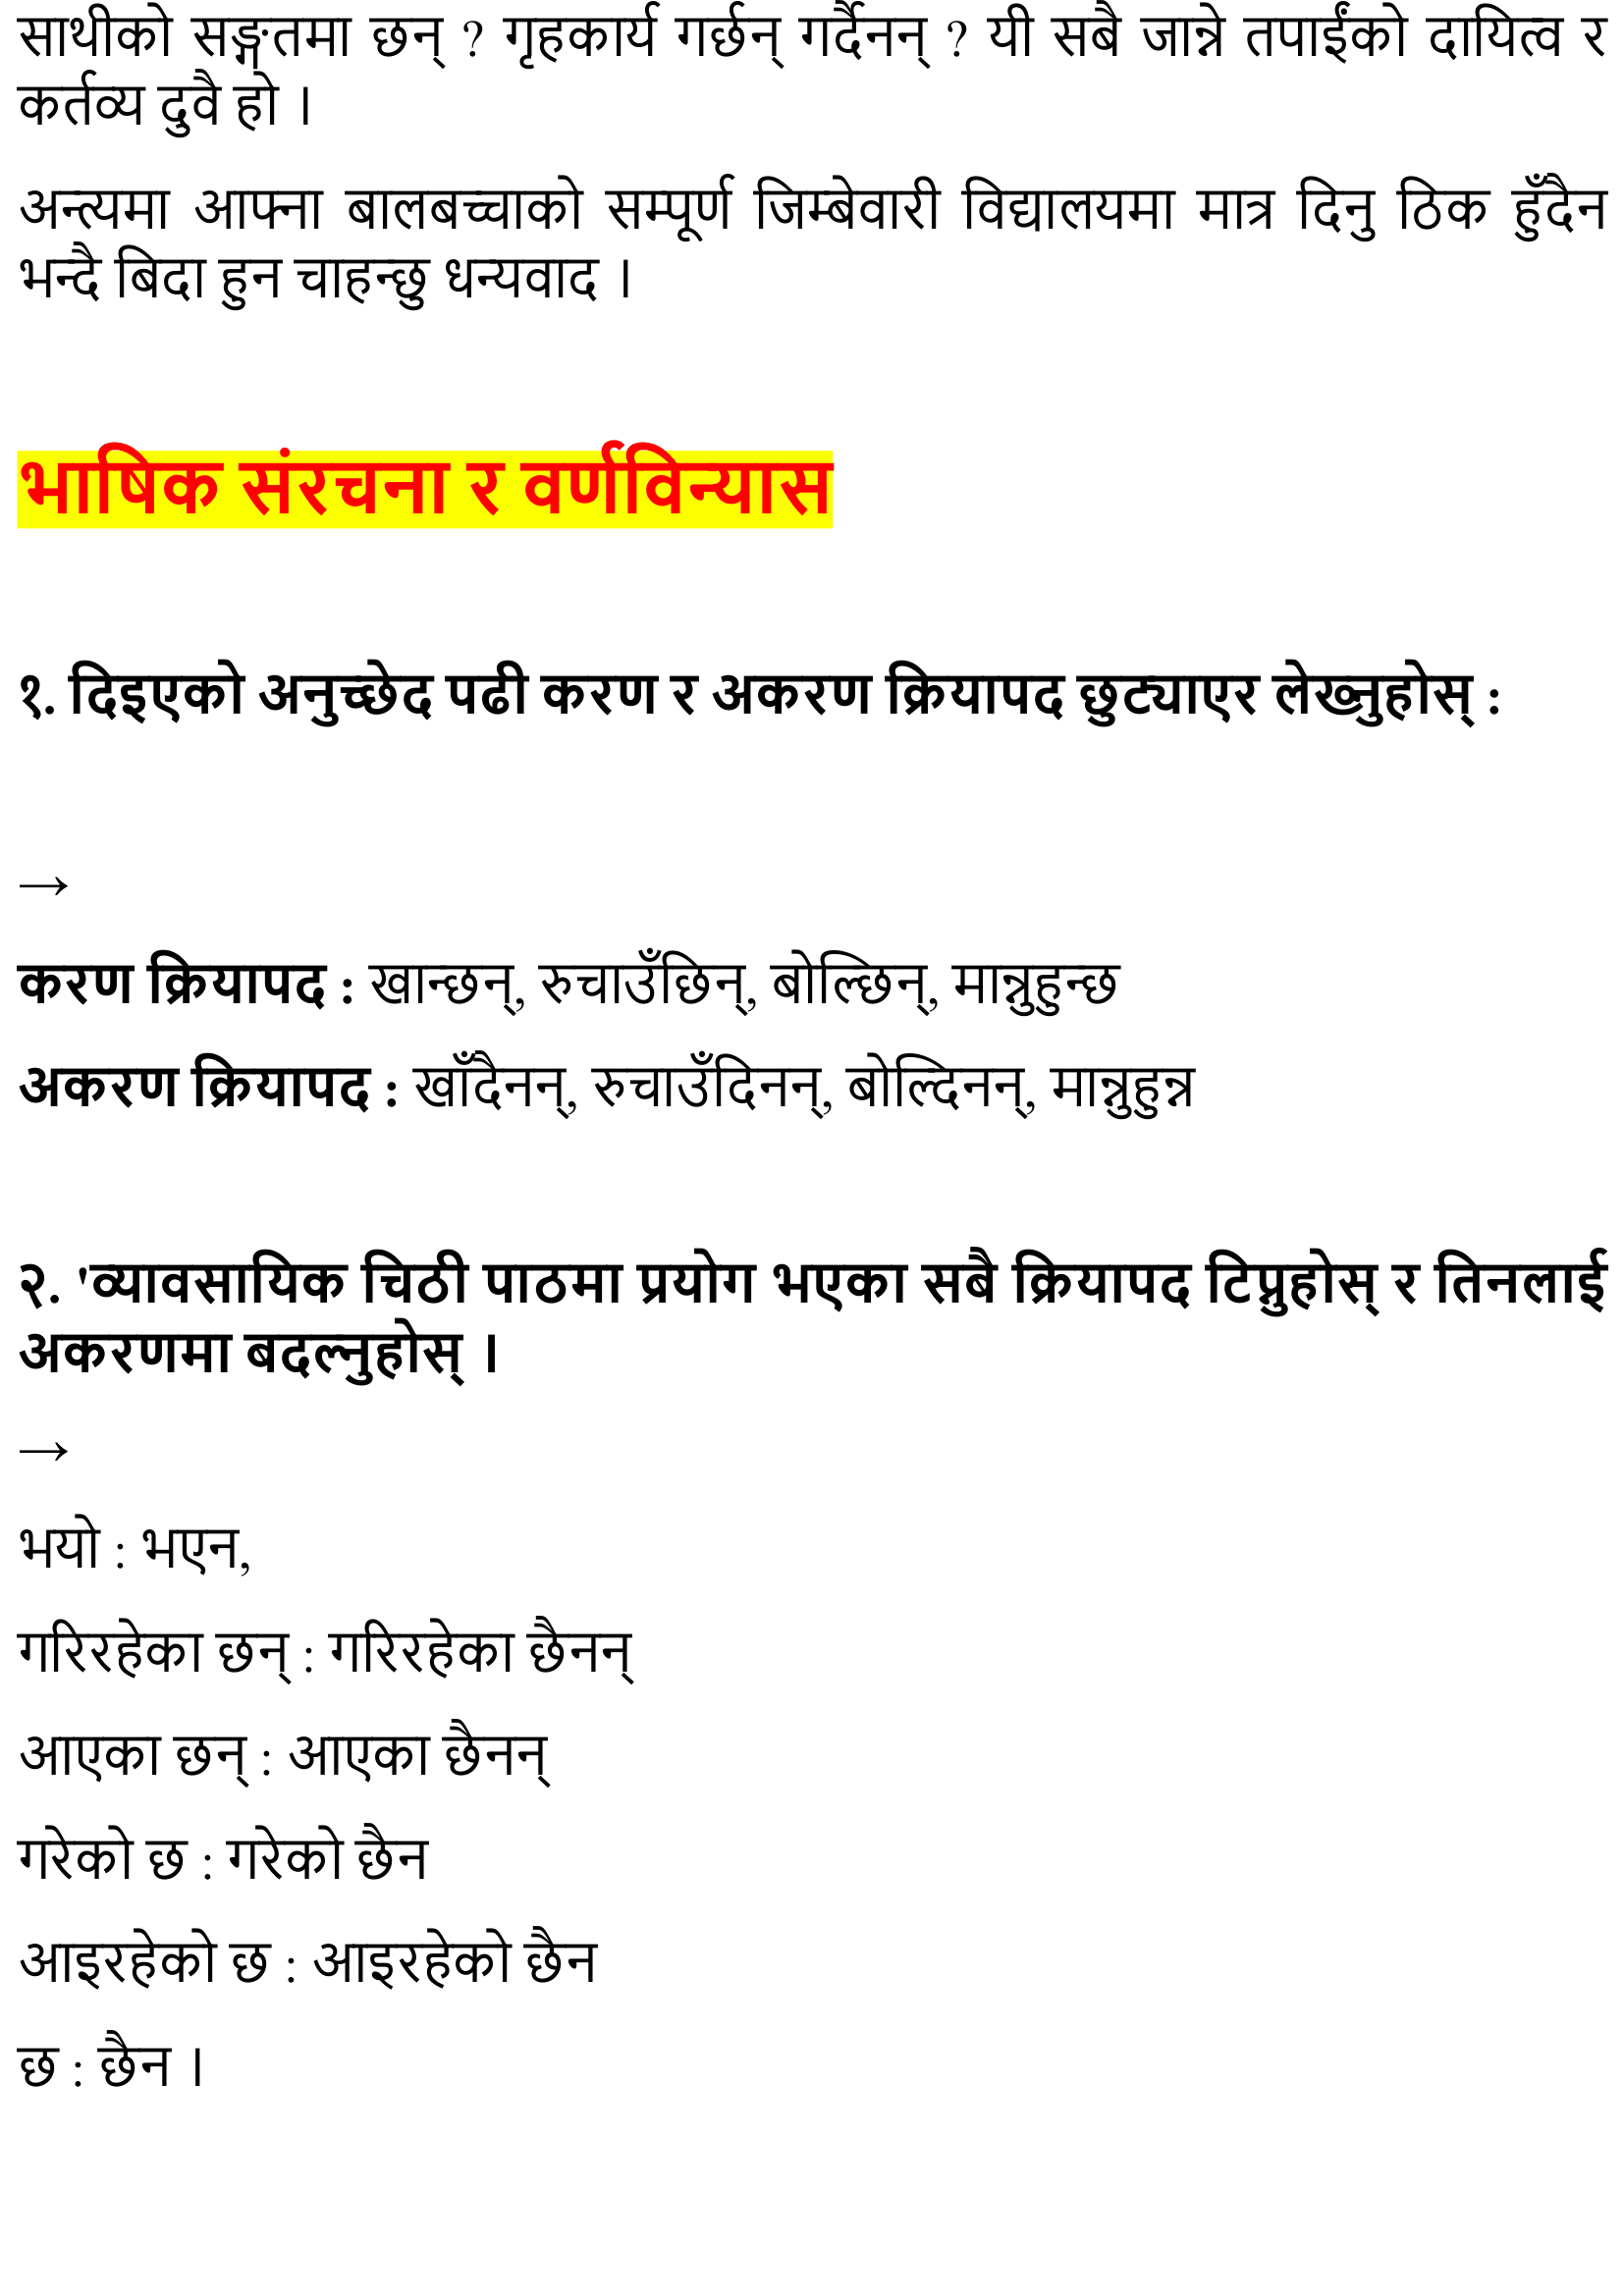 साथीको सङ्गतमा छन् ? गृहकार्य गर्छन् गर्दैनन् ? यी सबै जान्ने तपाईंको दायित्व र
कर्तव्य दुवै हो ।
अन्त्यमा आफ्ना बालबच्चाको सम्पूर्ण जिम्बेवारी विद्यालयमा मात्र दिनु ठिक हुँदैन
भन्दै बिदा हुन चाहन्छु धन्यवाद ।
भाषिक संरचना र वर्णविन्यास
१. दिइएको अनुच्छेद पढी करण र अकरण क्रियापद छुट्याएर लेख्नुहोस् :
→
करण क्रियापद : खान्छन्, रुचाउँछिन्, बोल्छिन्, मान्नुहुन्छ
अकरण क्रियापद : खाँदैनन्, रुचाउँदिनन्, बोल्दिनन्, मान्नुहुन्न
२. 'व्यावसायिक चिठी पाठमा प्रयोग भएका सबै क्रियापद टिप्नुहोस् र तिनलाई
अकरणमा बदल्नुहोस् ।
→
भयो : भएन,
गरिरहेका छन् : गरिरहेका छैनन्
आएका छन् : आएका छैनन्
गरेको छ : गरेको छैन
आइरहेको छ : आइरहेको छैन
छ : छैन ।